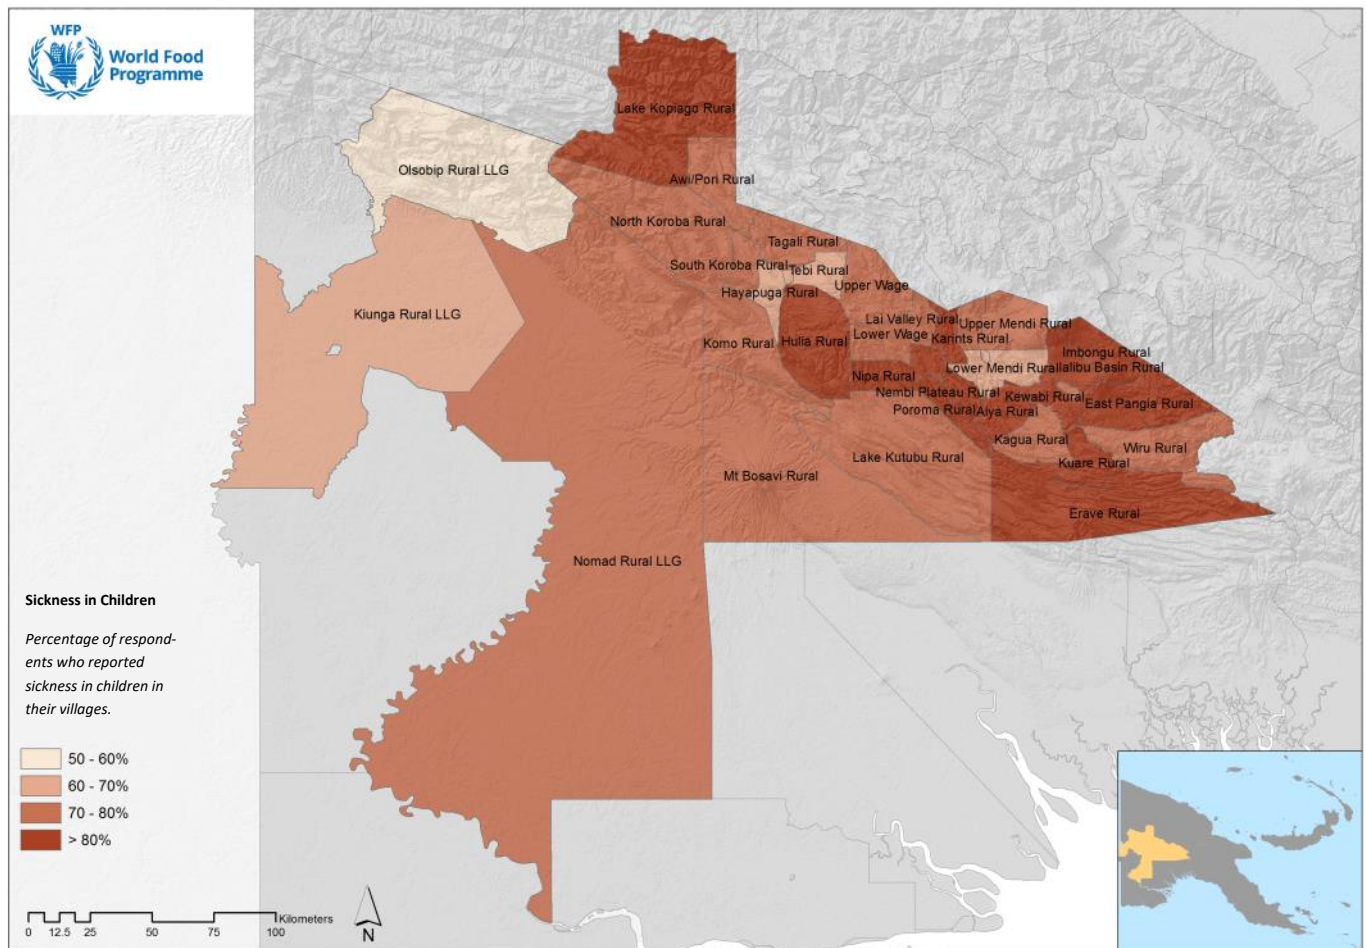 WFP
World Food
Programme
Lake Kopiago Rural
Olsobip Rural LLG
Awi/Pori Rural
North Koroba Rural
Tagali Rural
South Koroba Rural
Tebi Rural
Hayapuga Rural
Upper Wage
Kiunga Rural LLG
Lai Valley Rural
Upper Mendi Rural
Lower Wage
Karints Rural
Komo Rural
Hulia Rural
Imbongu Rural
Lower Mendi Rural
Ialibu Basin Rural
Nipa Rural
Nembi Plateau Rural
Kewabi Rural
East Pangia Rural
Poroma Rural
Aiya Rural
Kagua Rural
Wiru Rural
Lake Kutubu Rural
Kuare Rural
Mt Bosavi Rural
Erave Rural
Nomad Rural LLG
Sickness in Children
Percentage of respond-
ents who reported
sickness in children in
their villages.
50 - 60%
60 - 70%
70 - 80%
> 80%
Kilometers
0 12.5 25 50 75 100
N